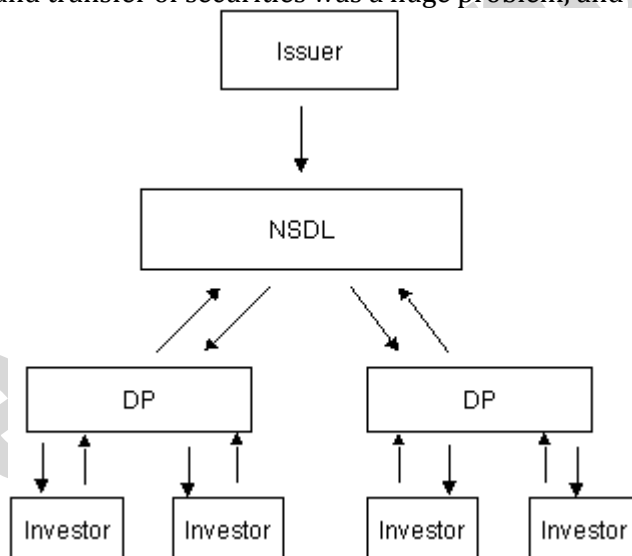 and transfer of securities was a huge problem, and
Issuer
NSDL
DP DP
Investor Investor Investor Investor